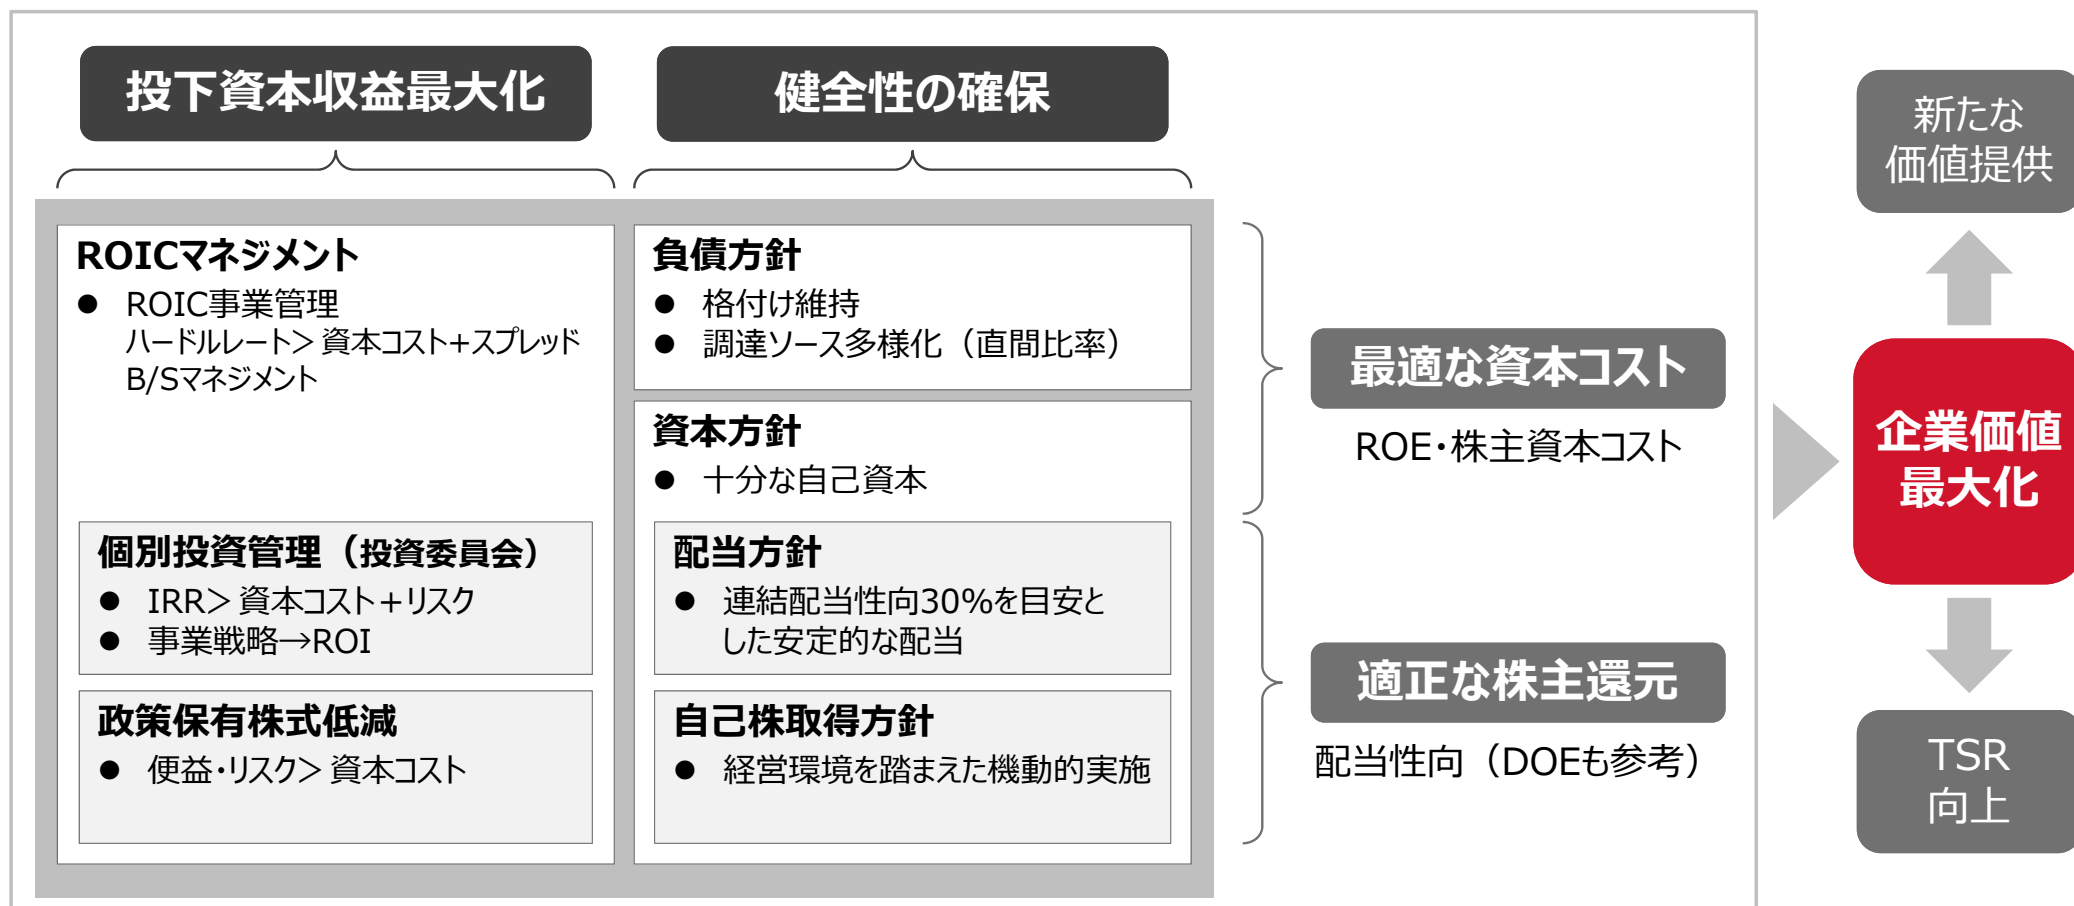 投下資本収益最大化
健全性の確保
ROICマネジメント
● ROIC事業管理
ハードルレート＞資本コスト+スプレッド
B/Sマネジメント
個別投資管理（投資委員会）
● IRR＞資本コスト＋リスク
● 事業戦略→ROI
政策保有株式低減
● 便益・リスク＞資本コスト
負債方針
● 格付け維持
● 調達ソース多様化（直間比率）
資本方針
● 十分な自己資本
配当方針
● 連結配当性向30%を目安と
した安定的な配当
自己株取得方針
● 経営環境を踏まえた機動的実施
最適な資本コスト
ROE・株主資本コスト
適正な株主還元
配当性向（DOEも参考）
新たな
価値提供
企業価値
最大化
TSR
向上